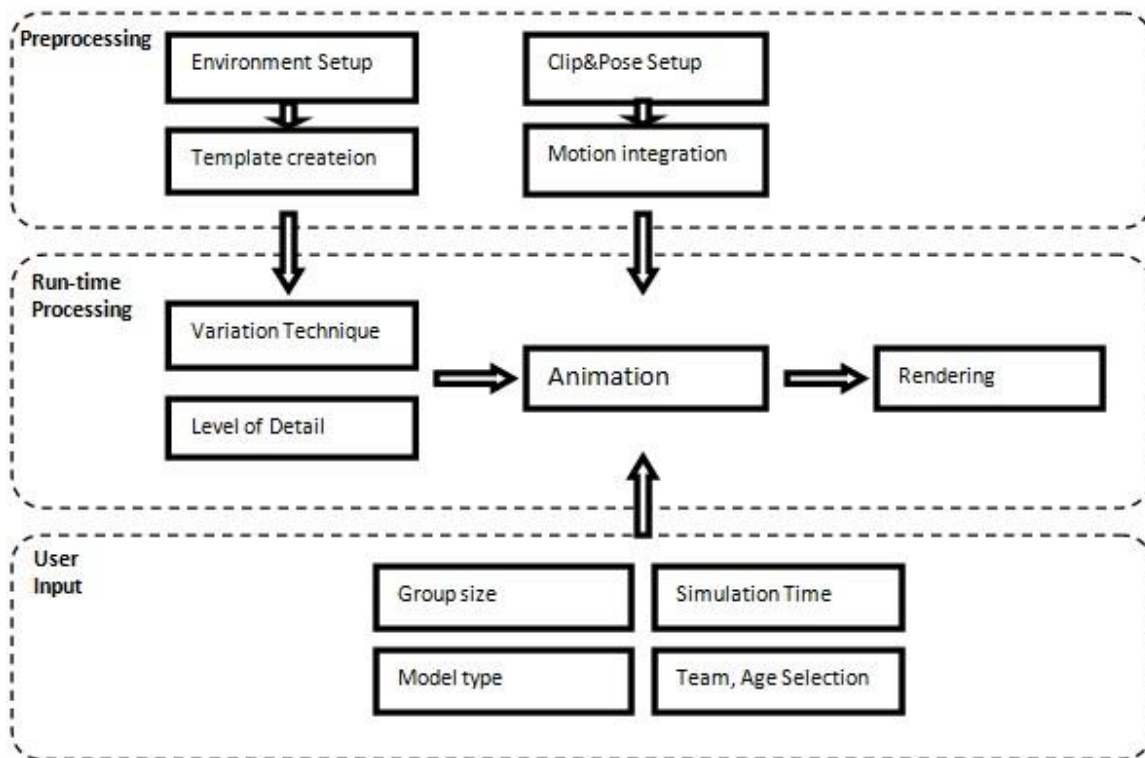 Preprocessing
Environment Setup
Clip&Pose Setup
Template createion
Motion integration
Run-time
Processing
Variation Technique
Animation
Rendering
Level of Detail
User
Input
Group size
Simulation Time
Model type
Team, Age Selection